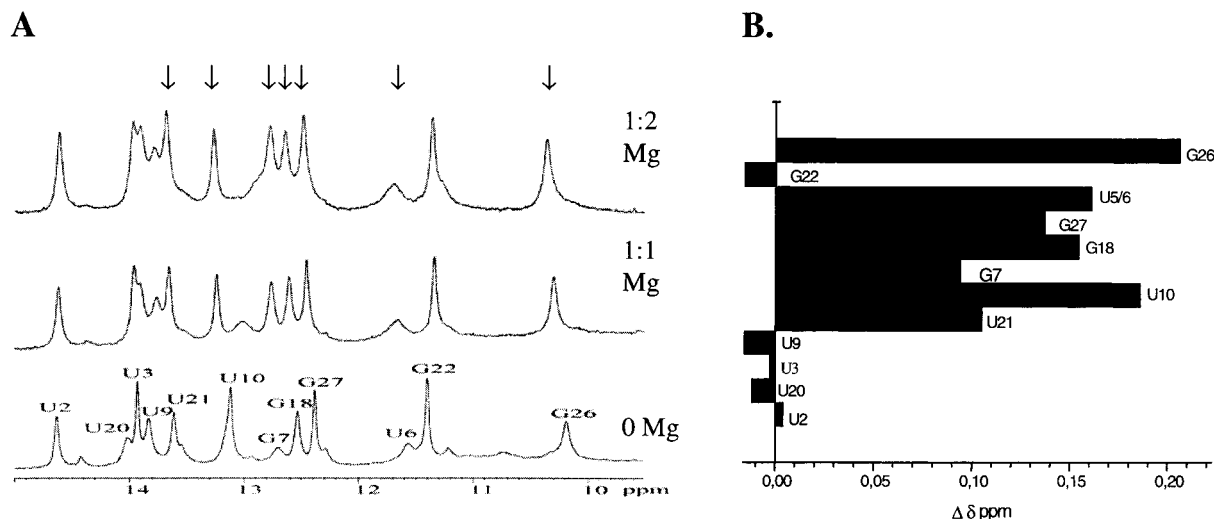 A
B.
1:2
Mg
1:1
Mg
U2
U20
U3
U9
U21
U10
G7
G18
G27
U6
G22
G26
0 Mg
14
13
12
11
10 ppm
G26
G22
U5/6
G27
G18
G7
U10
U21
U9
U3
U20
U2
0,00
0,05
0,10
0,15
0,20
Δ δ ppm